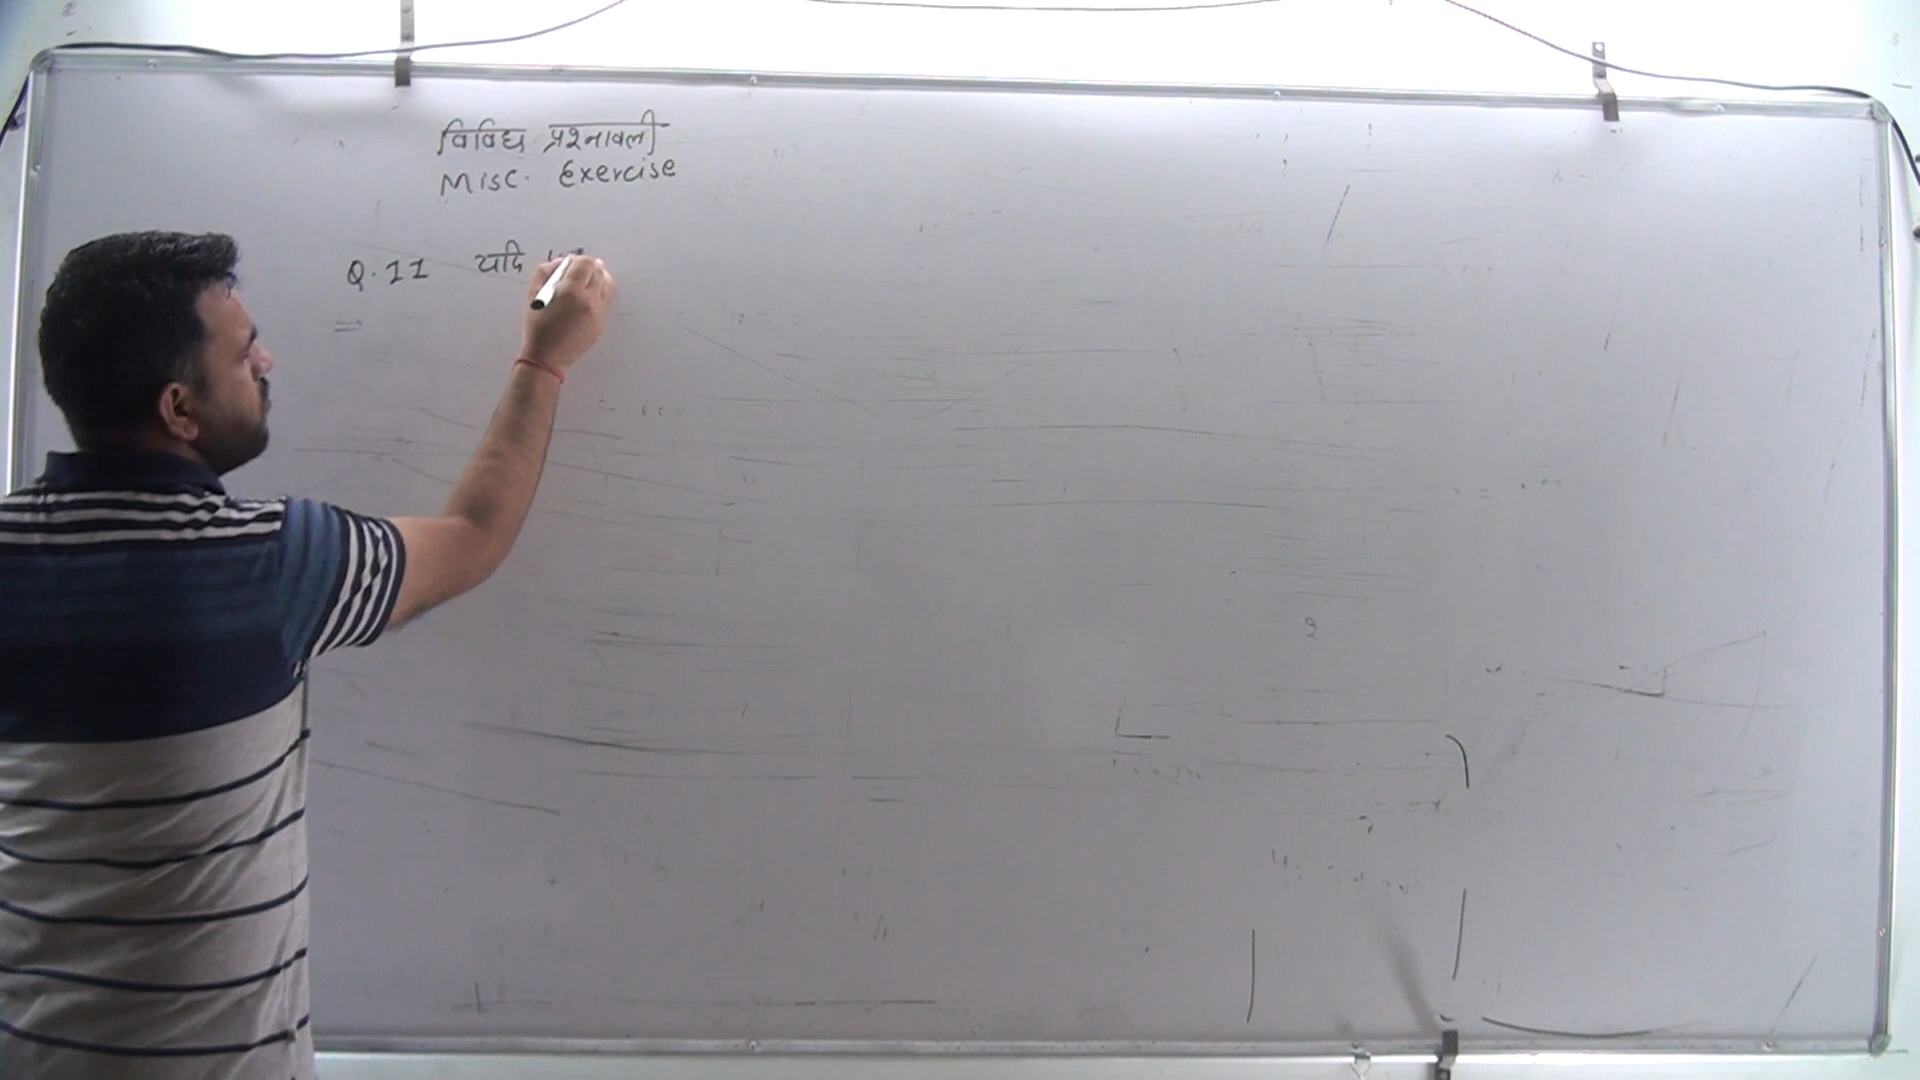 विविध प्रश्नावली
Misc. Exercise
Q.11 यदि